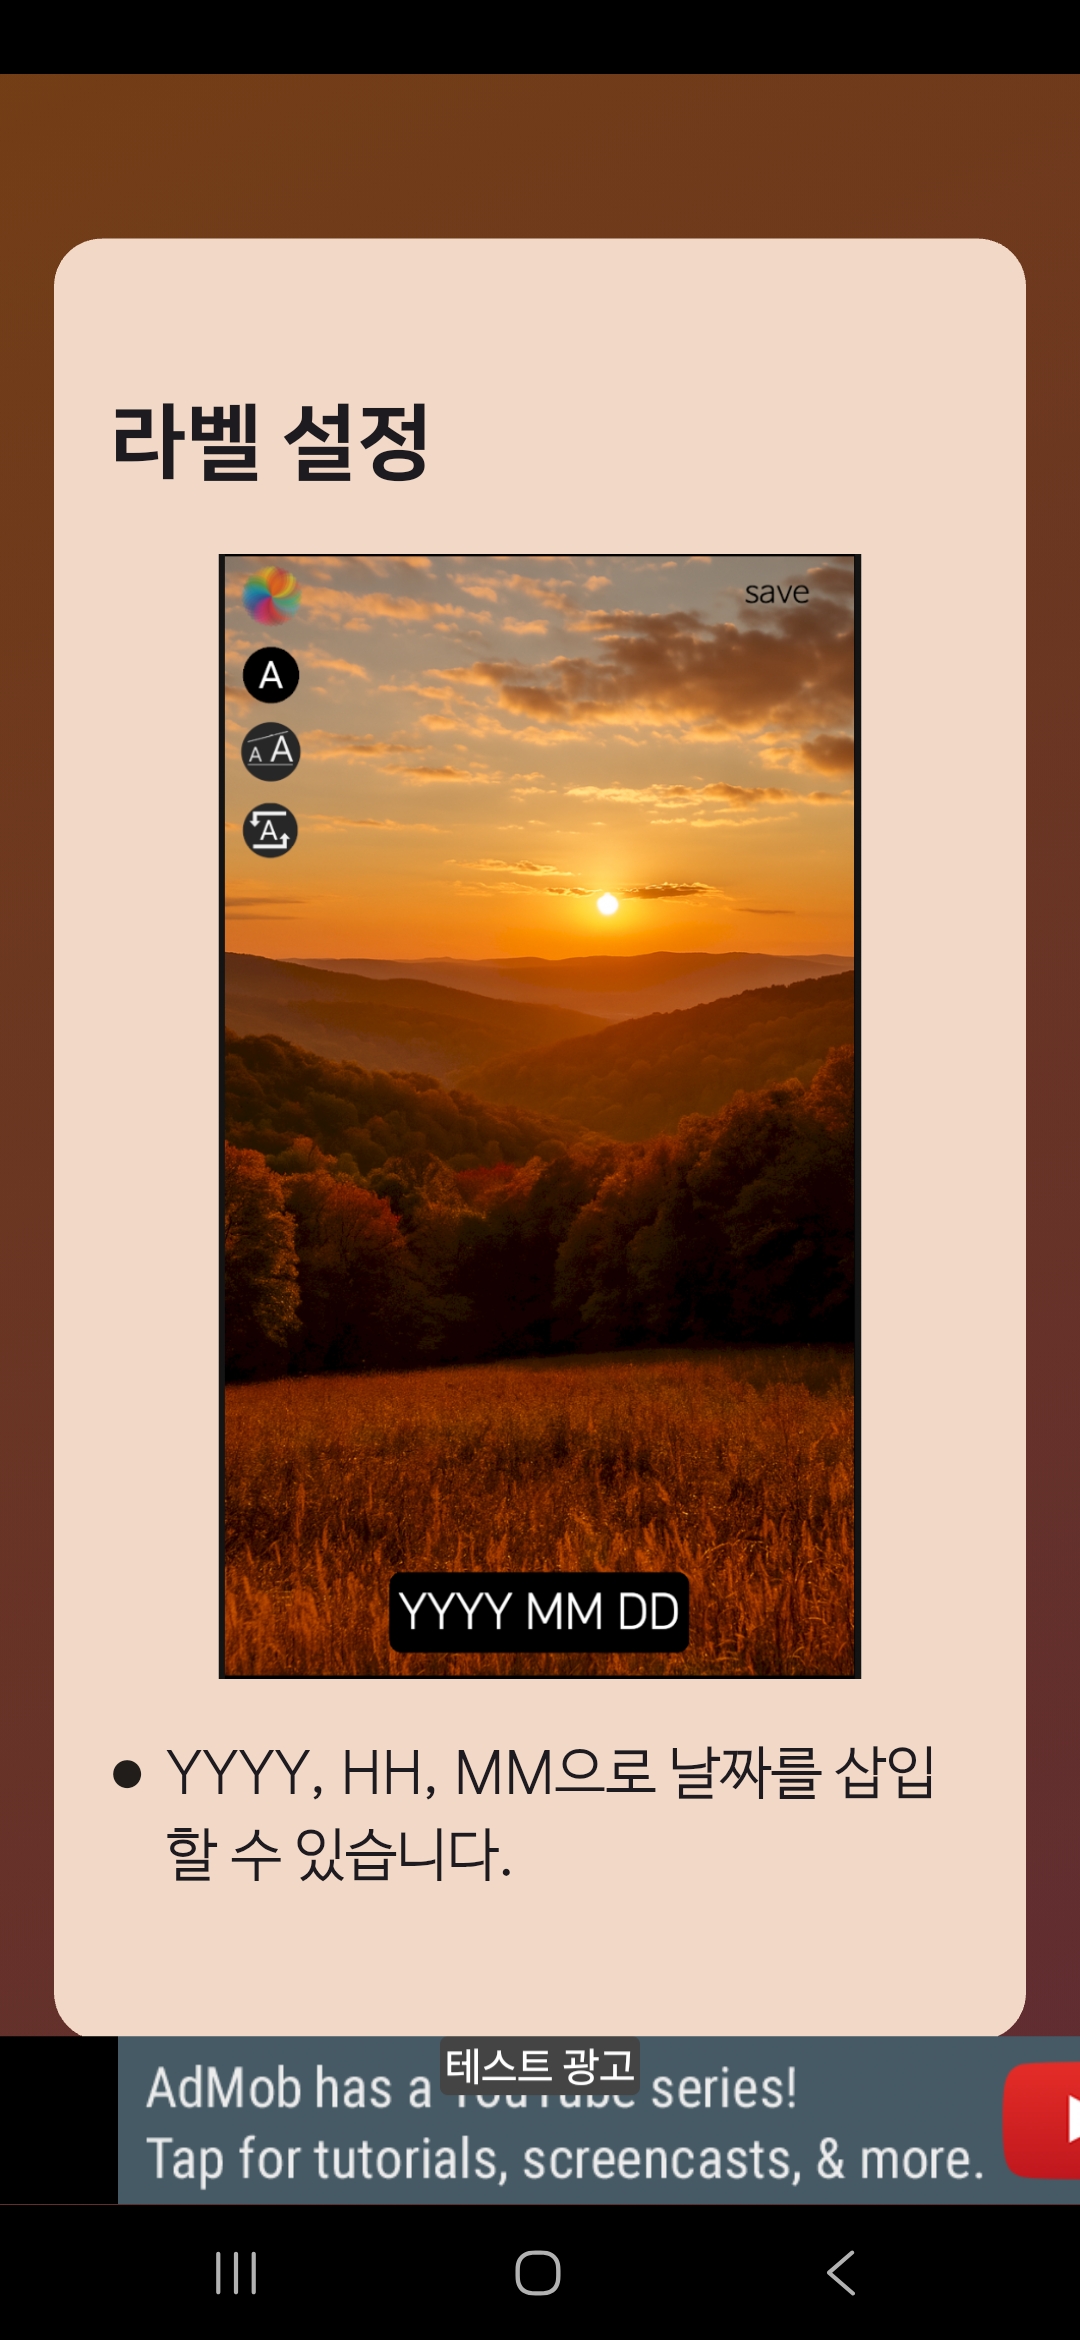 라벨 설정
save
A
A A
A
YYYY MM DD
● YYYY, HH, MM으로 날짜를 삽입
할 수 있습니다.
테스트 광고
AdMob has a YouTube series!
Tap for tutorials, screencasts, & more.